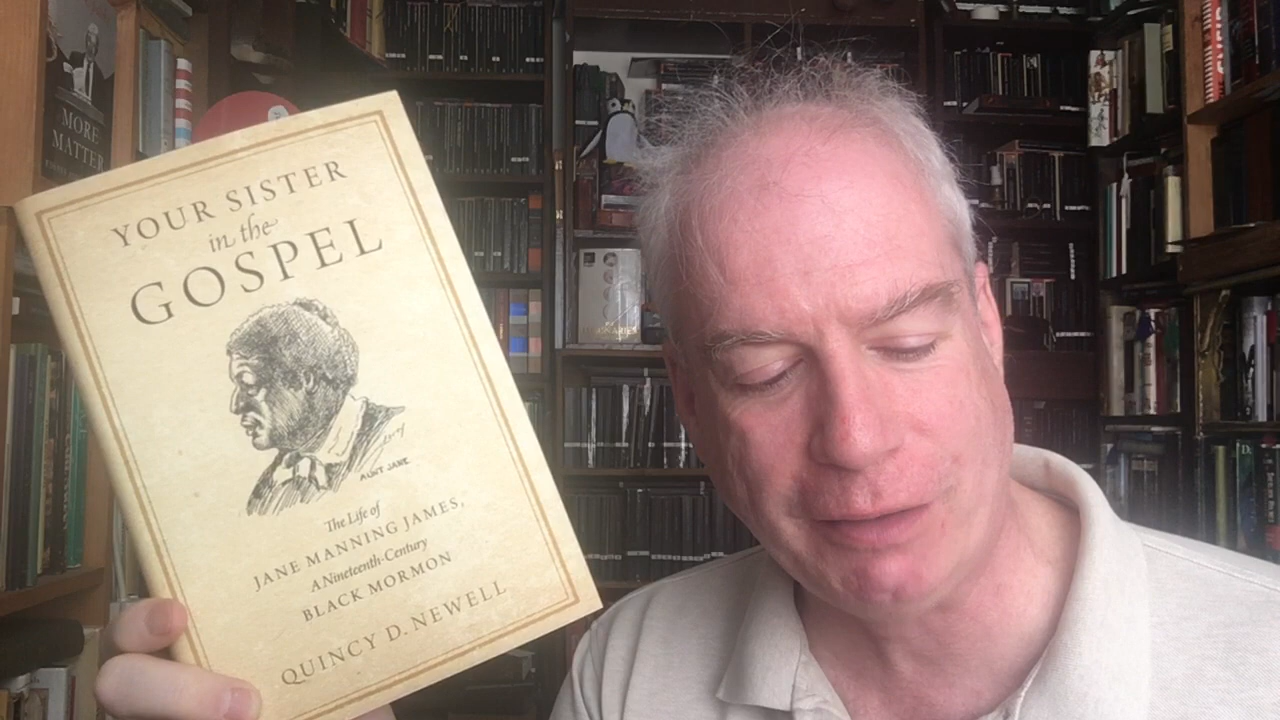 MORE
MATTER
YOUR SISTER
in the
GOSPEL
AUNT JANE
The Life of
JANE MANNING JAMES,
A Nineteenth-Century
BLACK MORMON
QUINCY D. NEWELL